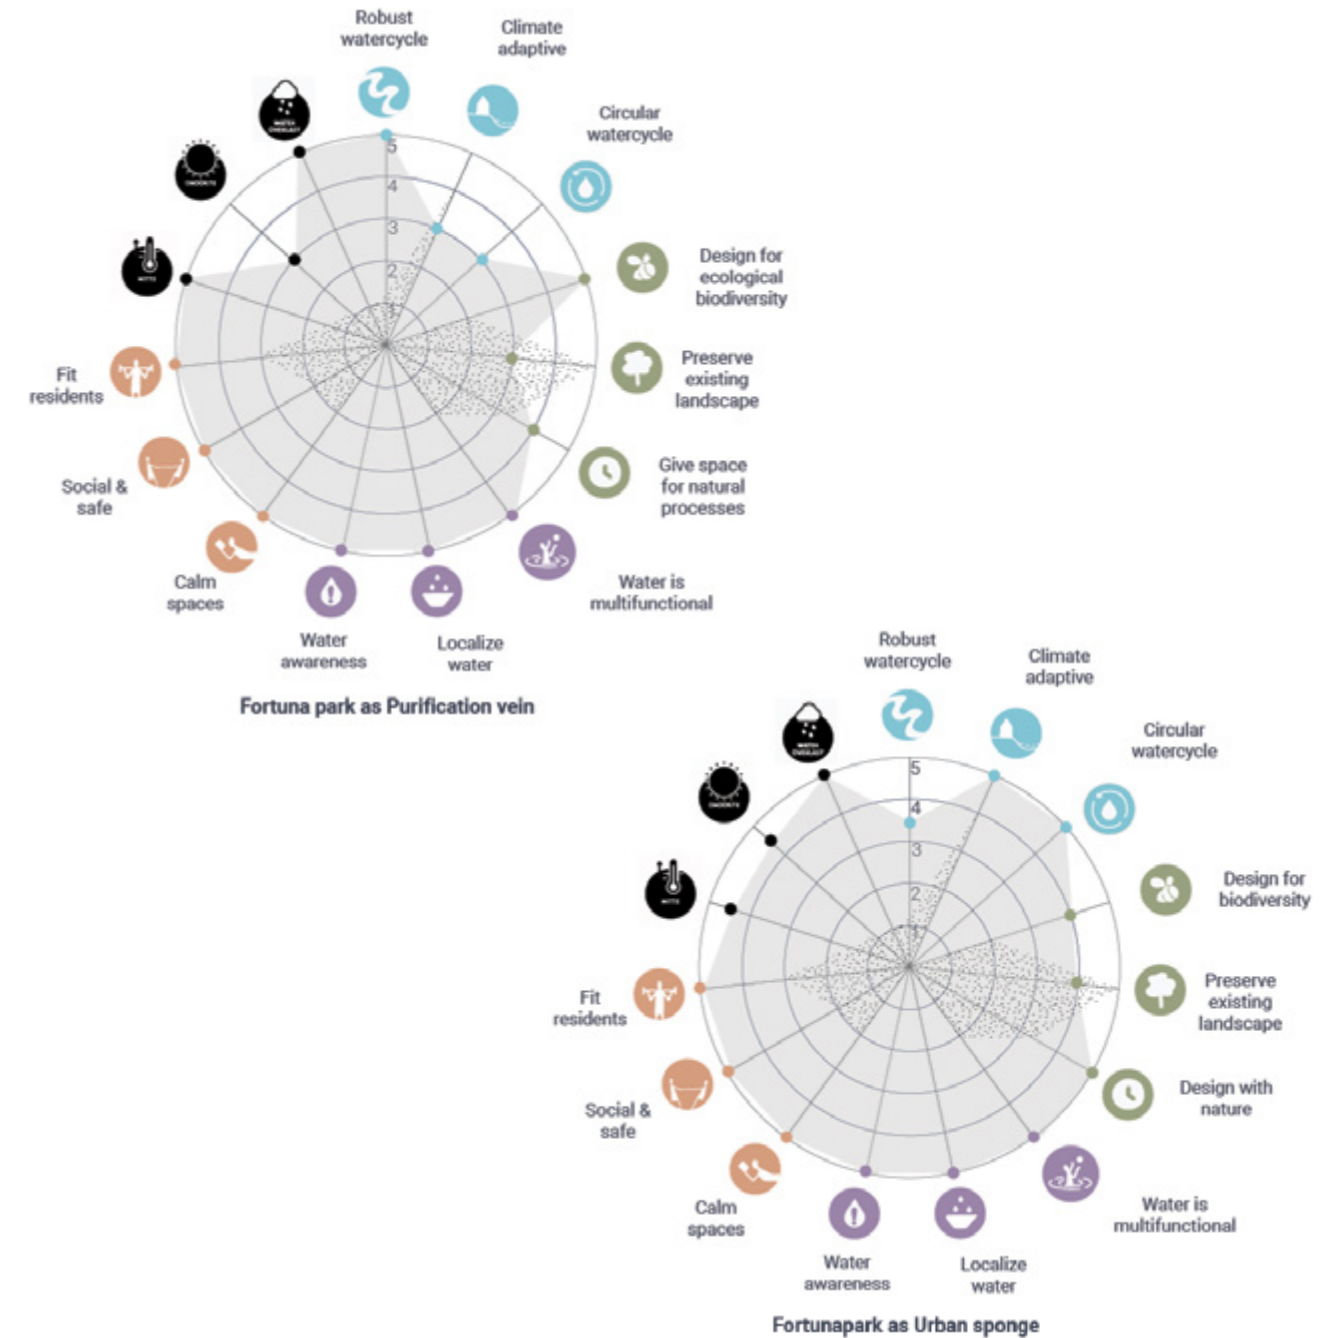 Robust
watercycle
Climate
adaptive
Circular
watercycle
Design for
ecological
biodiversity
Preserve
existing
landscape
Give space
for natural
processes
Water is
multifunctional
Localize
water
Water
awareness
Calm
spaces
Social &
safe
Fit
residents
5
4
3
2
1
Fortuna park as Purification vein
Robust
watercycle
Climate
adaptive
Circular
watercycle
Design for
biodiversity
Preserve
existing
landscape
Design with
nature
Water is
multifunctional
Localize
water
Water
awareness
Calm
spaces
Social &
safe
Fit
residents
5
4
3
2
1
Fortunapark as Urban sponge